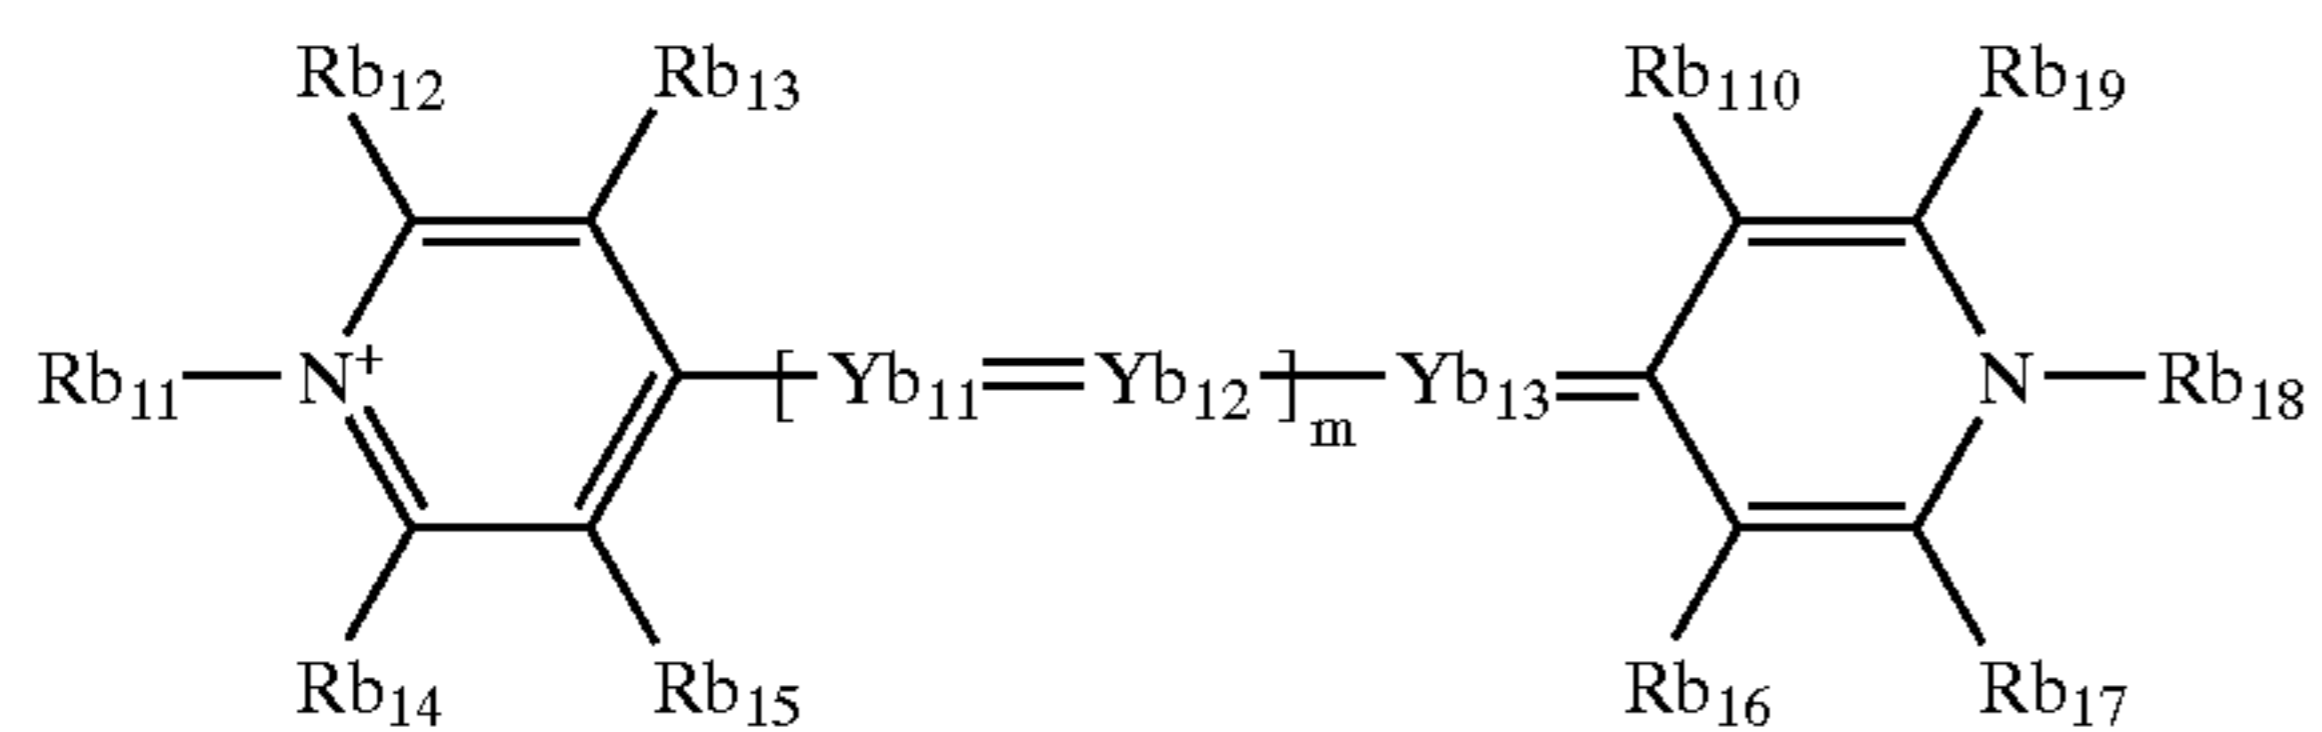 Rb12 Rb13 Rb110 Rb19
Rb11 N+ [ Yb11 Yb12 ]m Yb13 N Rb18
Rb14 Rb15 Rb16 Rb17